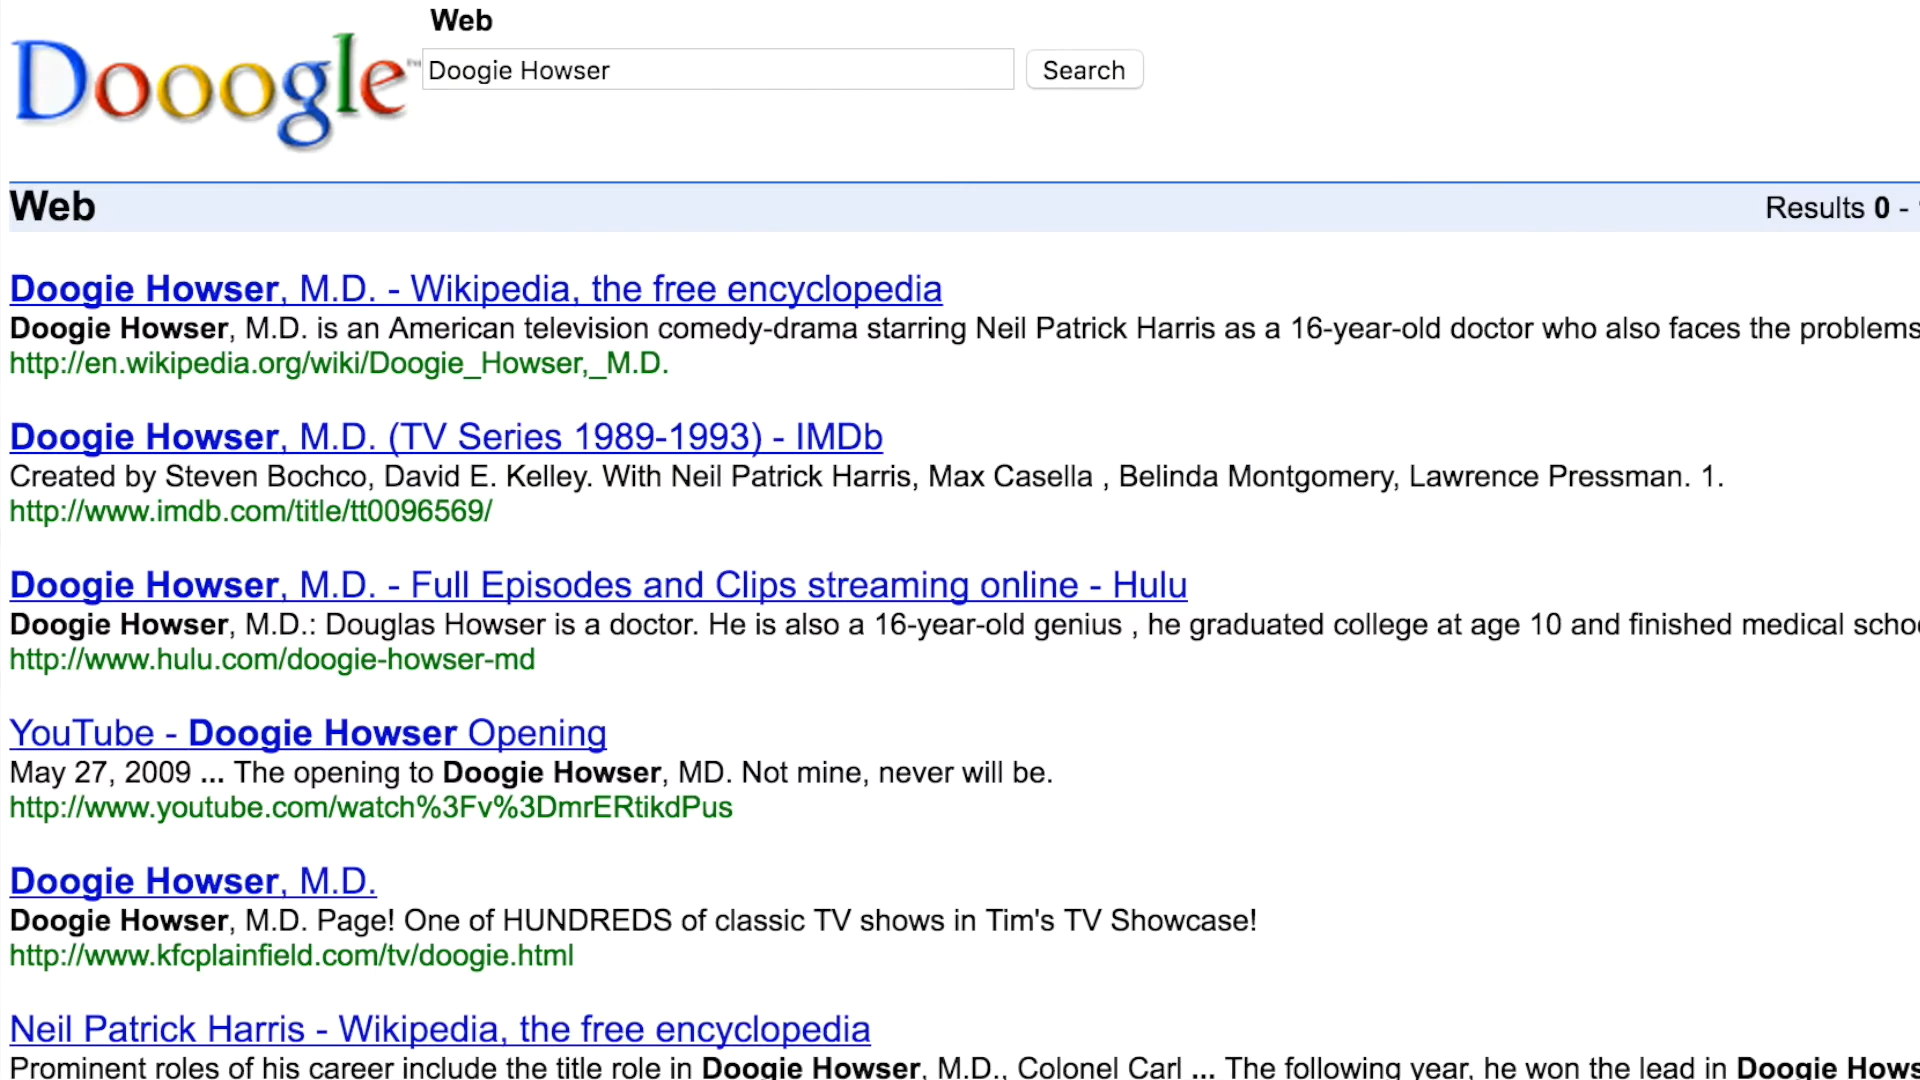 Web
Dooogle™ Doogie Howser Search
Web Results 0 -
Doogie Howser, M.D. - Wikipedia, the free encyclopedia
Doogie Howser, M.D. is an American television comedy-drama starring Neil Patrick Harris as a 16-year-old doctor who also faces the problems
http://en.wikipedia.org/wiki/Doogie_Howser,_M.D.
Doogie Howser, M.D. (TV Series 1989-1993) - IMDb
Created by Steven Bochco, David E. Kelley. With Neil Patrick Harris, Max Casella , Belinda Montgomery, Lawrence Pressman. 1.
http://www.imdb.com/title/tt0096569/
Doogie Howser, M.D. - Full Episodes and Clips streaming online - Hulu
Doogie Howser, M.D.: Douglas Howser is a doctor. He is also a 16-year-old genius , he graduated college at age 10 and finished medical
http://www.hulu.com/doogie-howser-md
YouTube - Doogie Howser Opening
May 27, 2009 ... The opening to Doogie Howser, MD. Not mine, never will be.
http://www.youtube.com/watch%3Fv%3DmrERtikdPus
Doogie Howser, M.D.
Doogie Howser, M.D. Page! One of HUNDREDS of classic TV shows in Tim's TV Showcase!
http://www.kfcplainfield.com/tv/doogie.html
Neil Patrick Harris - Wikipedia, the free encyclopedia
Prominent roles of his career include the title role in Doogie Howser, M.D., Colonel Carl ... The following year, he won the lead in Doogie